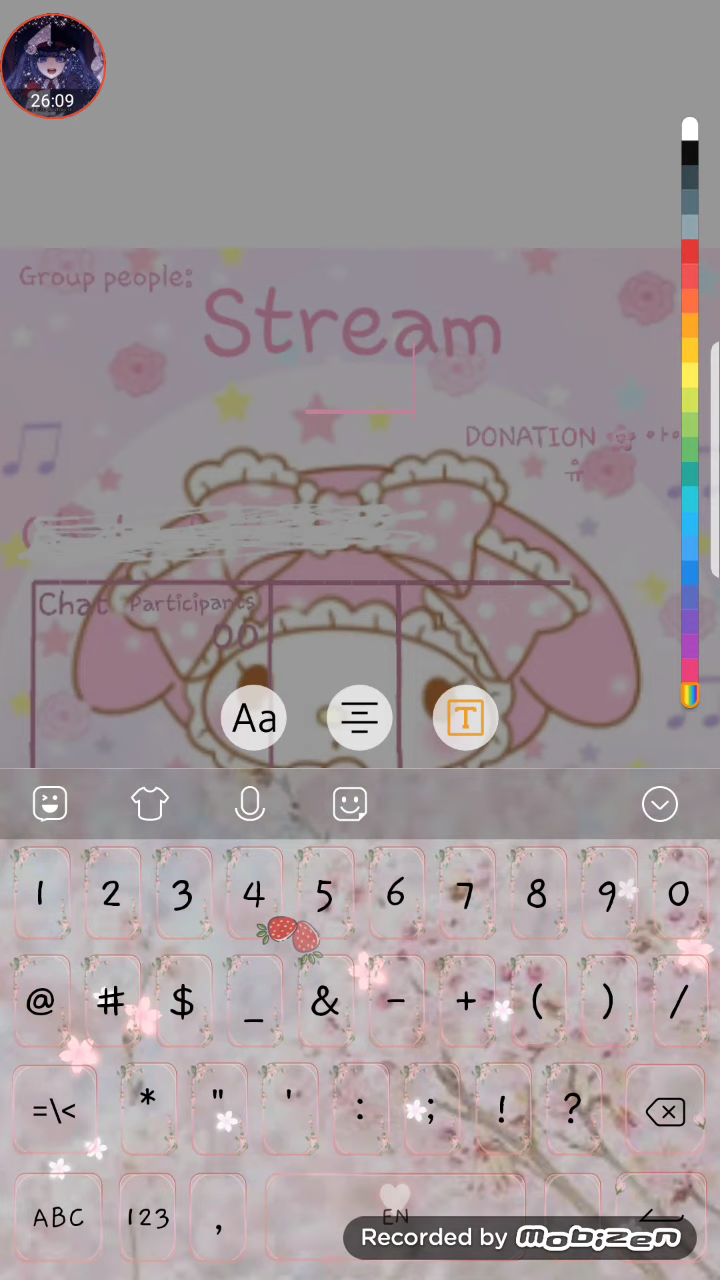 26:09
Group people:
Stream
DONATION
Chat Participants
00
Aa
T
1 2 3 4 5 6 7 8 9 0
@ # $ _ & - + ( ) /
=\< * " ' : ; ! ?
ABC 123 , EN
Recorded by mobizen